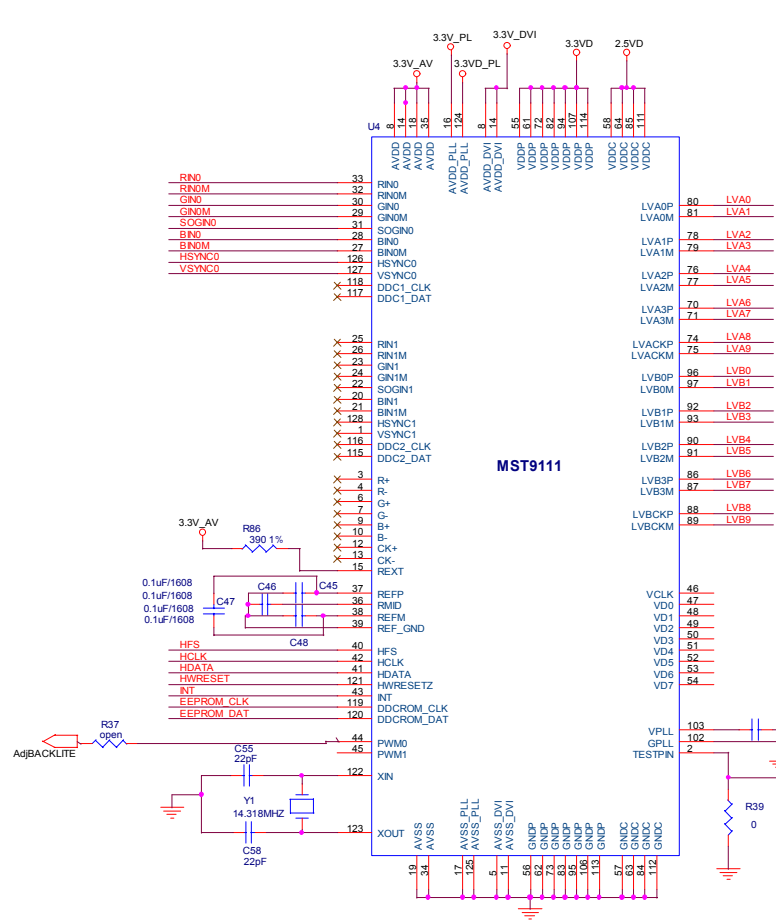 3.3V_PL
3.3V_DVI
3.3V_AV
3.3VD_PL
3.3VD
2.5VD
8 14 18 35 16 124 8 14 55 61 72 82 94 107 114 58 64 85 111
U4
AVDD AVDD AVDD AVDD AVDD_PLL AVDD_PLL AVDD_DVI AVDD_DVI VDDP VDDP VDDP VDDP VDDP VDDP VDDP VDDC VDDC VDDC VDDC
RIN0 33 RIN0
RIN0M 32 RIN0M
GIN0 30 GIN0
GIN0M 29 GIN0M
SOGIN0 31 SOGIN0
BIN0 28 BIN0
BIN0M 27 BIN0M
HSYNC0 126 HSYNC0
VSYNC0 127 VSYNC0
118 DDC1_CLK
117 DDC1_DAT
25 RIN1
26 RIN1M
23 GIN1
24 GIN1M
22 SOGIN1
20 BIN1
21 BIN1M
128 HSYNC1
1 VSYNC1
116 DDC2_CLK
115 DDC2_DAT
3 R+
4 R-
6 G+
7 G-
9 B+
10 B-
12 CK+
13 CK-
15 REXT
3.3V_AV
R86
390 1%
0.1uF/1608
0.1uF/1608
0.1uF/1608
0.1uF/1608
C47
C46
C45
C48
37 REFP
36 RMID
38 REFM
39 REF_GND
HFS 40 HFS
HCLK 42 HCLK
HDATA 41 HDATA
HWRESET 121 HWRESETZ
INT 43 INT
EEPROM_CLK 119 DDCROM_CLK
EEPROM_DAT 120 DDCROM_DAT
AdjBACKLITE
R37
open
44 PWM0
45 PWM1
C55
22pF
122 XIN
Y1
14.318MHZ
123 XOUT
C58
22pF
MST9111
LVA0P 80 LVA0
LVA0M 81 LVA1
LVA1P 78 LVA2
LVA1M 79 LVA3
LVA2P 76 LVA4
LVA2M 77 LVA5
LVA3P 70 LVA6
LVA3M 71 LVA7
LVACKP 74 LVA8
LVACKM 75 LVA9
LVB0P 96 LVB0
LVB0M 97 LVB1
LVB1P 92 LVB2
LVB1M 93 LVB3
LVB2P 90 LVB4
LVB2M 91 LVB5
LVB3P 86 LVB6
LVB3M 87 LVB7
LVBCKP 88 LVB8
LVBCKM 89 LVB9
VCLK 46
VD0 47
VD1 48
VD2 49
VD3 50
VD4 51
VD5 52
VD6 53
VD7 54
VPLL 103
GPLL 102
TESTPIN 2
R39
0
AVSS AVSS AVSS_PLL AVSS_PLL AVSS_DVI AVSS_DVI GNDP GNDP GNDP GNDP GNDP GNDP GNDP GNDC GNDC GNDC GNDC
19 34 17 125 5 11 56 62 73 83 95 106 113 57 63 84 112